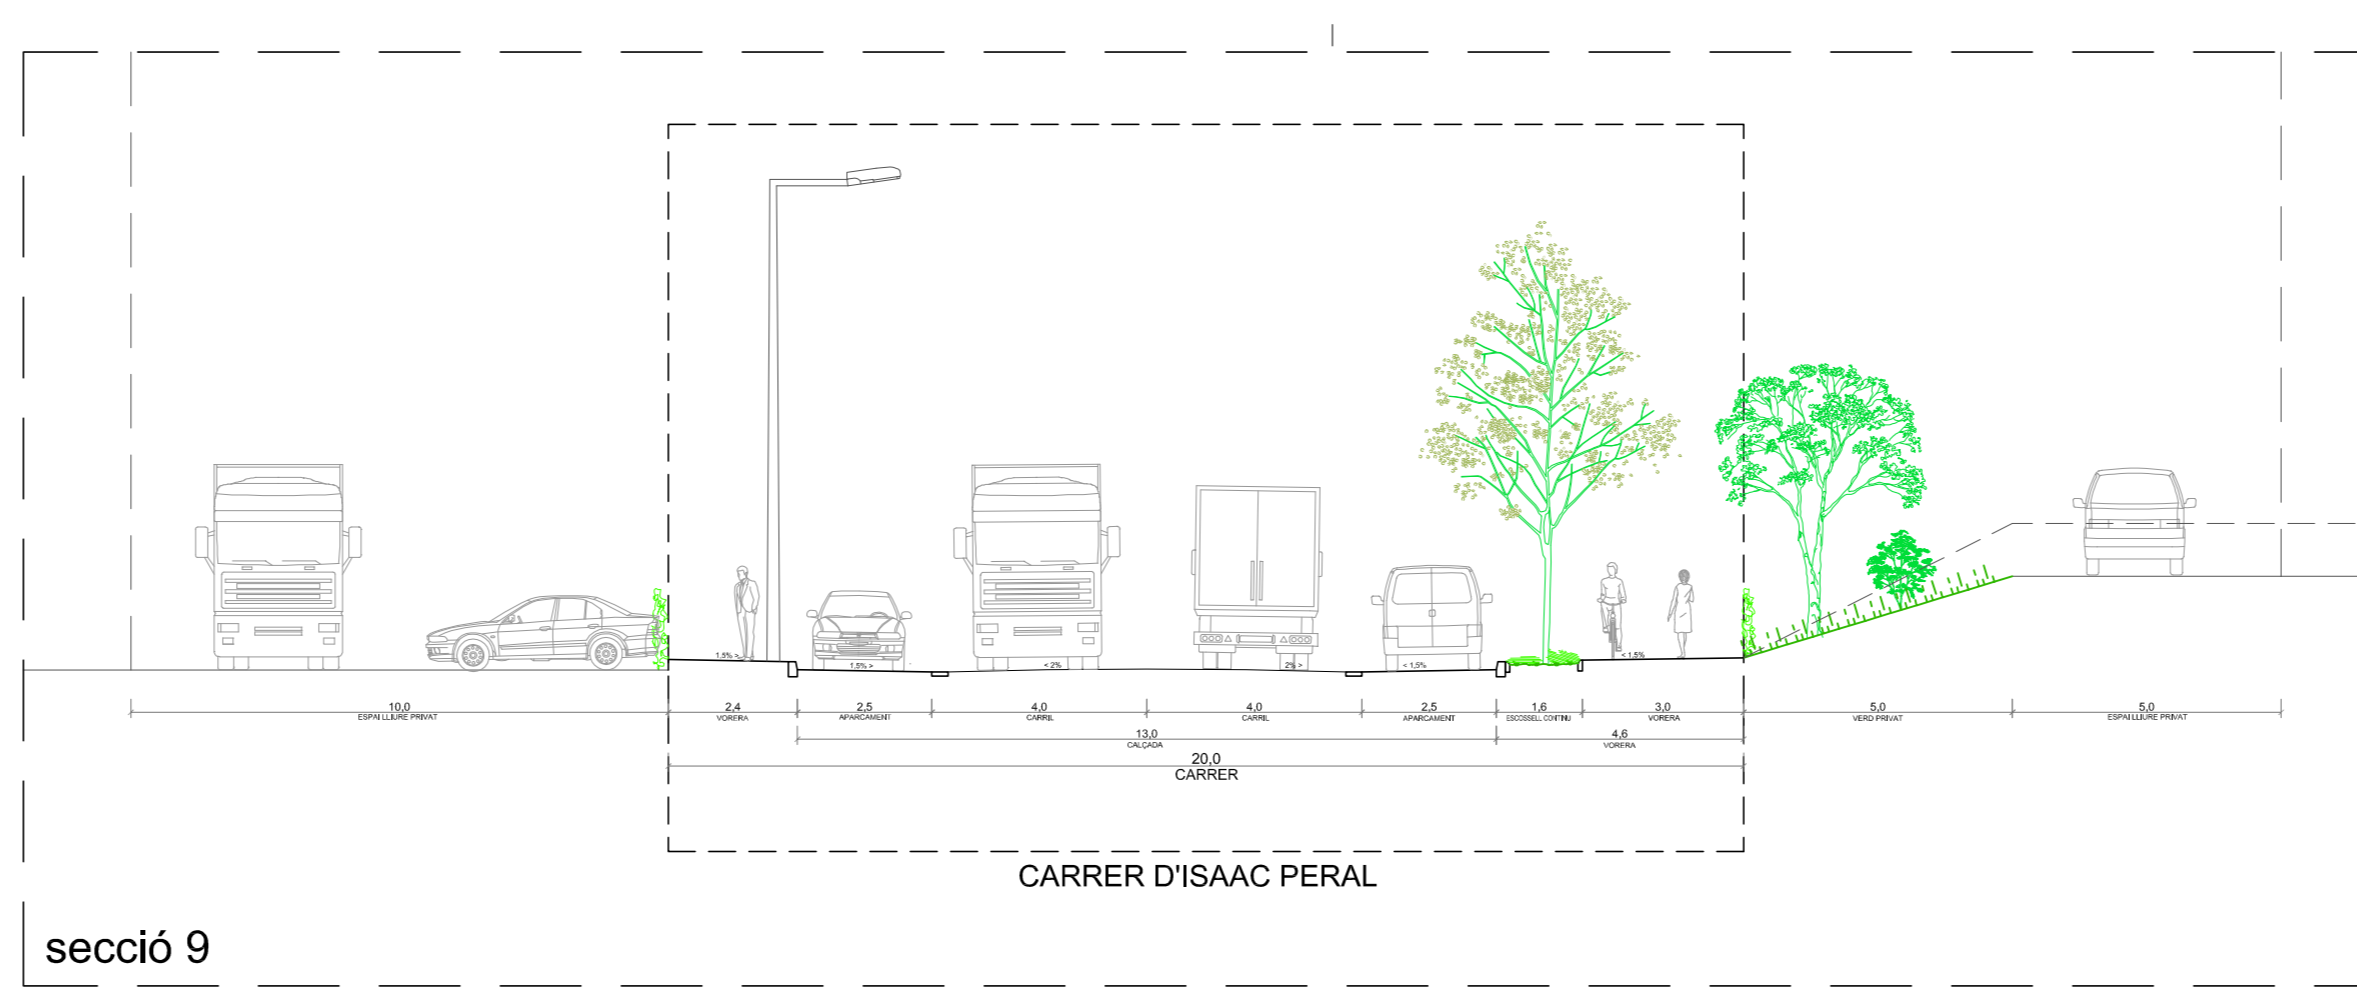 1.5% >
1.5% >
< 2%
2% >
< 1.5%
< 1.5%
10,0
ESPAI LLIURE PRIVAT
2,4
VORERA
2,5
APARCAMENT
4,0
CARRIL
4,0
CARRIL
2,5
APARCAMENT
1,6
ESCOSSELL CONTINU
3,0
VORERA
5,0
VERD PRIVAT
5,0
ESPAI LLIURE PRIVAT
13,0
CALÇADA
4,6
VORERA
20,0
CARRER
CARRER D'ISAAC PERAL
secció 9